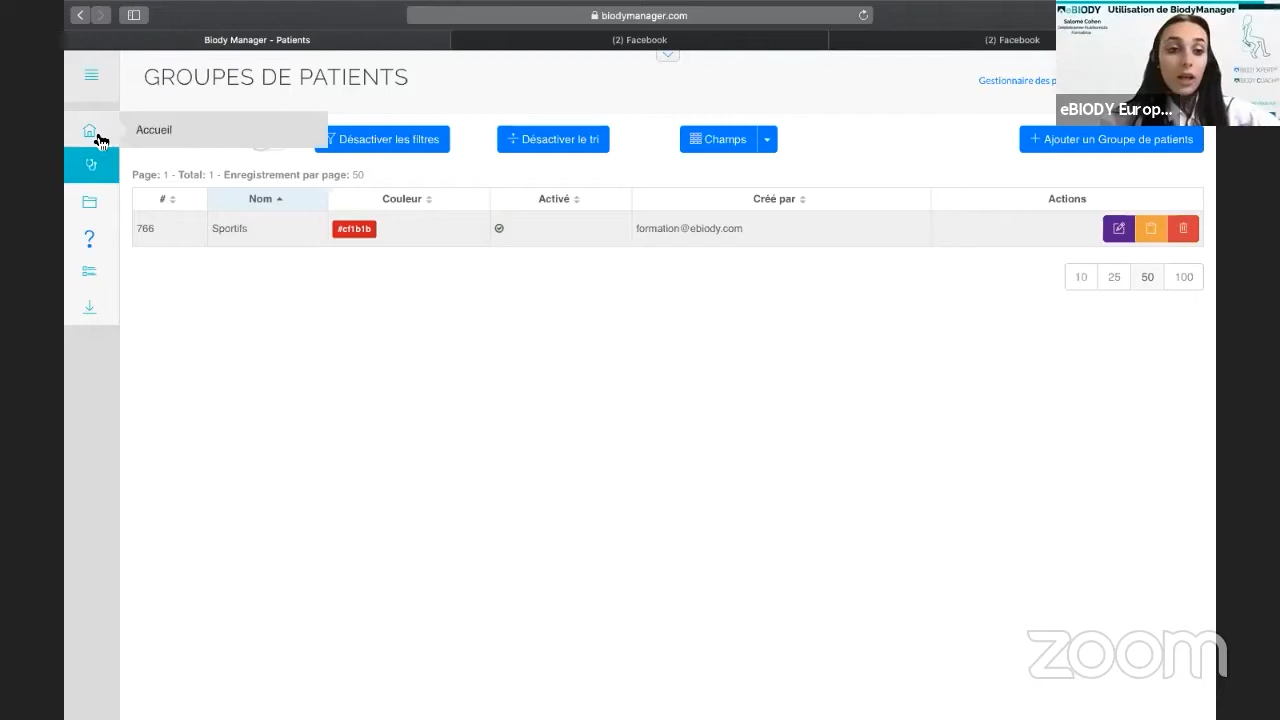 biodymanager.com
Biody Manager - Patients
(2) Facebook
(2) Facebook
eBIODY Utilisation de BiodyManager
Salomé Cohen
eBIODY Europ...
GROUPES DE PATIENTS
Gestionnaire des p
Accueil
Désactiver les filtres
Désactiver le tri
Champs
Ajouter un Groupe de patients
Page: 1 - Total: 1 - Enregistrement par page: 50
# Nom Couleur Activé Créé par Actions
766 Sportifs #cf1b1b formation@ebiody.com
10 25 50 100
zoom